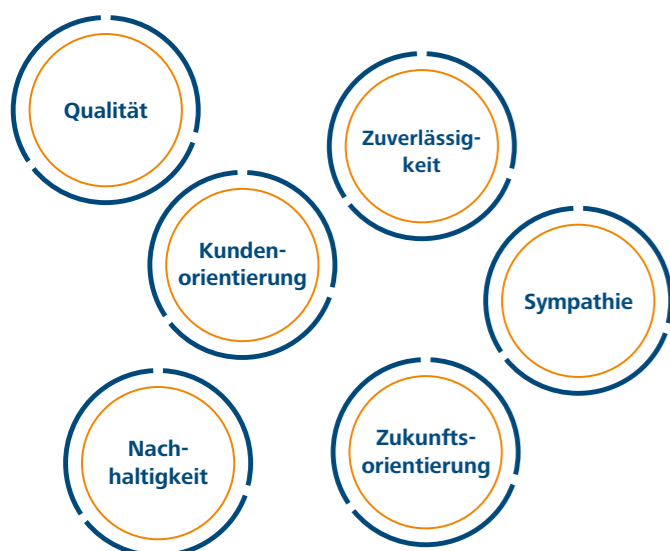 Qualität
Zuverlässig-
keit
Kunden-
orientierung
Sympathie
Nach-
haltigkeit
Zukunfts-
orientierung